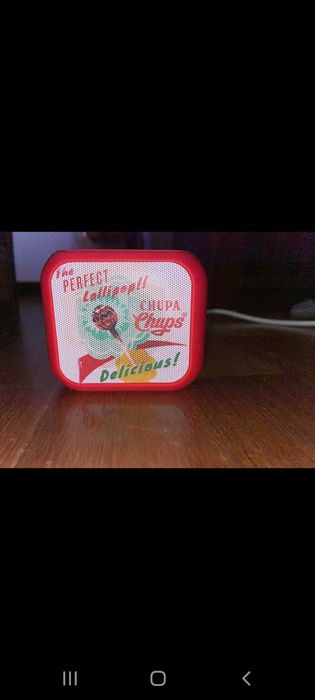 The
PERFECT
Lollipop!!
CHUPA
Chups®
Delicious!